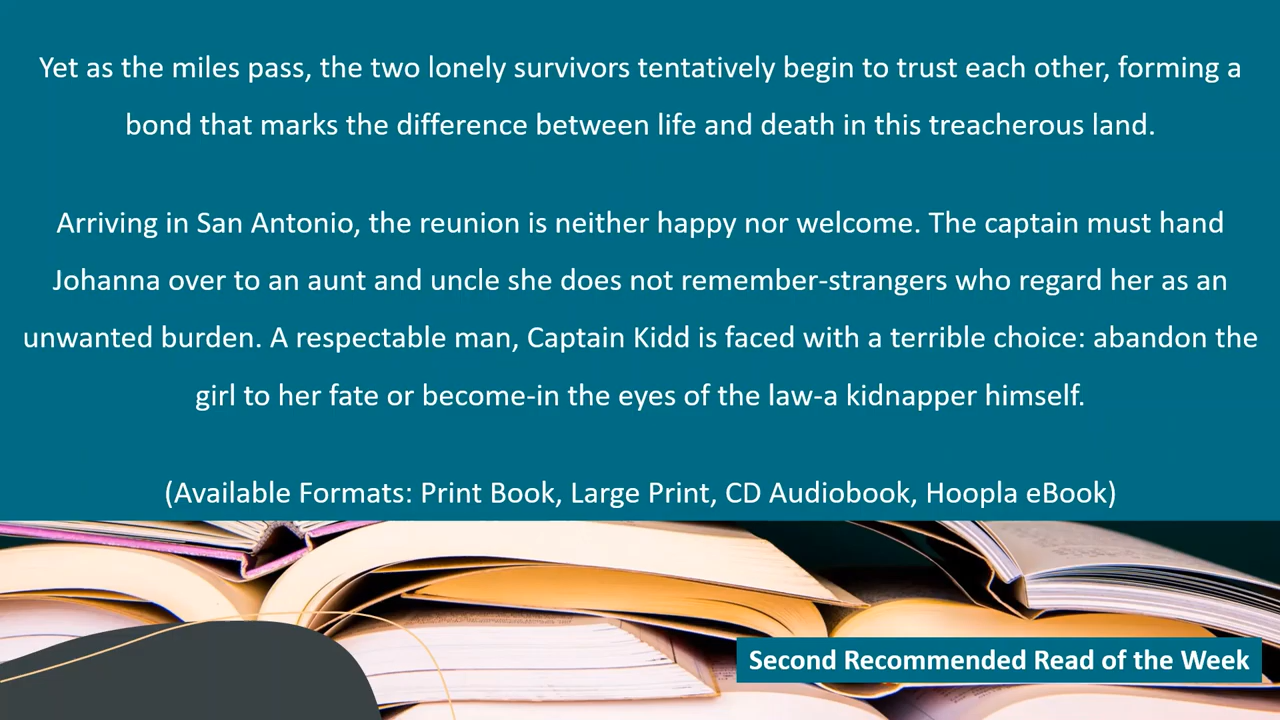 Yet as the miles pass, the two lonely survivors tentatively begin to trust each other, forming a
bond that marks the difference between life and death in this treacherous land.
Arriving in San Antonio, the reunion is neither happy nor welcome. The captain must hand
Johanna over to an aunt and uncle she does not remember-strangers who regard her as an
unwanted burden. A respectable man, Captain Kidd is faced with a terrible choice: abandon the
girl to her fate or become-in the eyes of the law-a kidnapper himself.
(Available Formats: Print Book, Large Print, CD Audiobook, Hoopla eBook)
Second Recommended Read of the Week